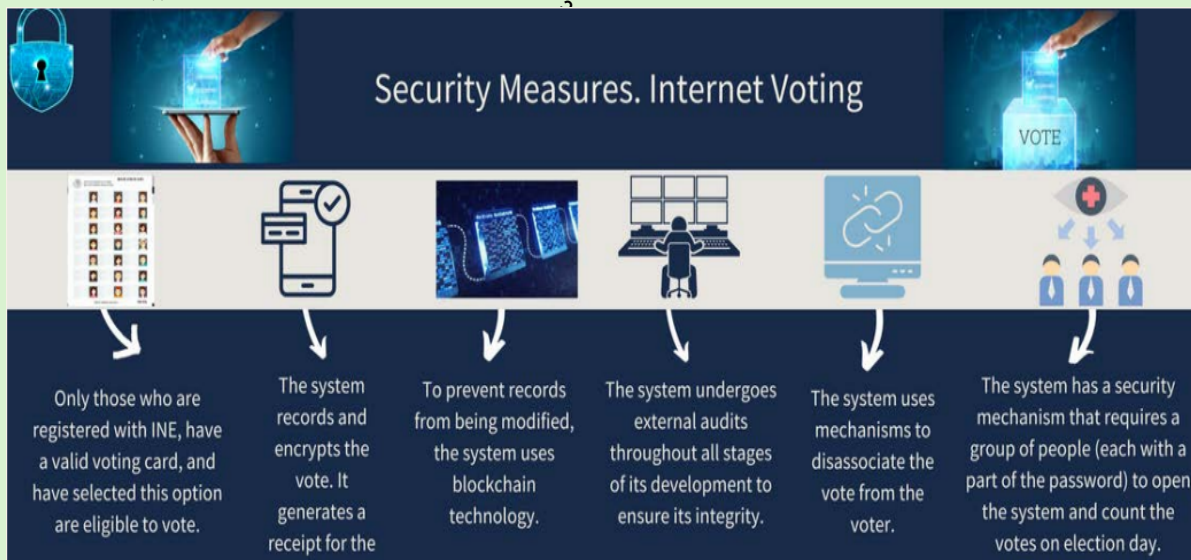 Security Measures. Internet Voting
VOTE
Only those who are
registered with INE, have
a valid voting card, and
have selected this option
are eligible to vote.
The system
records and
encrypts the
vote. It
generates a
receipt for the
To prevent records
from being modified,
the system uses
blockchain
technology.
The system undergoes
external audits
throughout all stages
of its development to
ensure its integrity.
The system uses
mechanisms to
disassociate the
vote from the
voter.
The system has a security
mechanism that requires a
group of people (each with a
part of the password) to open
the system and count the
votes on election day.